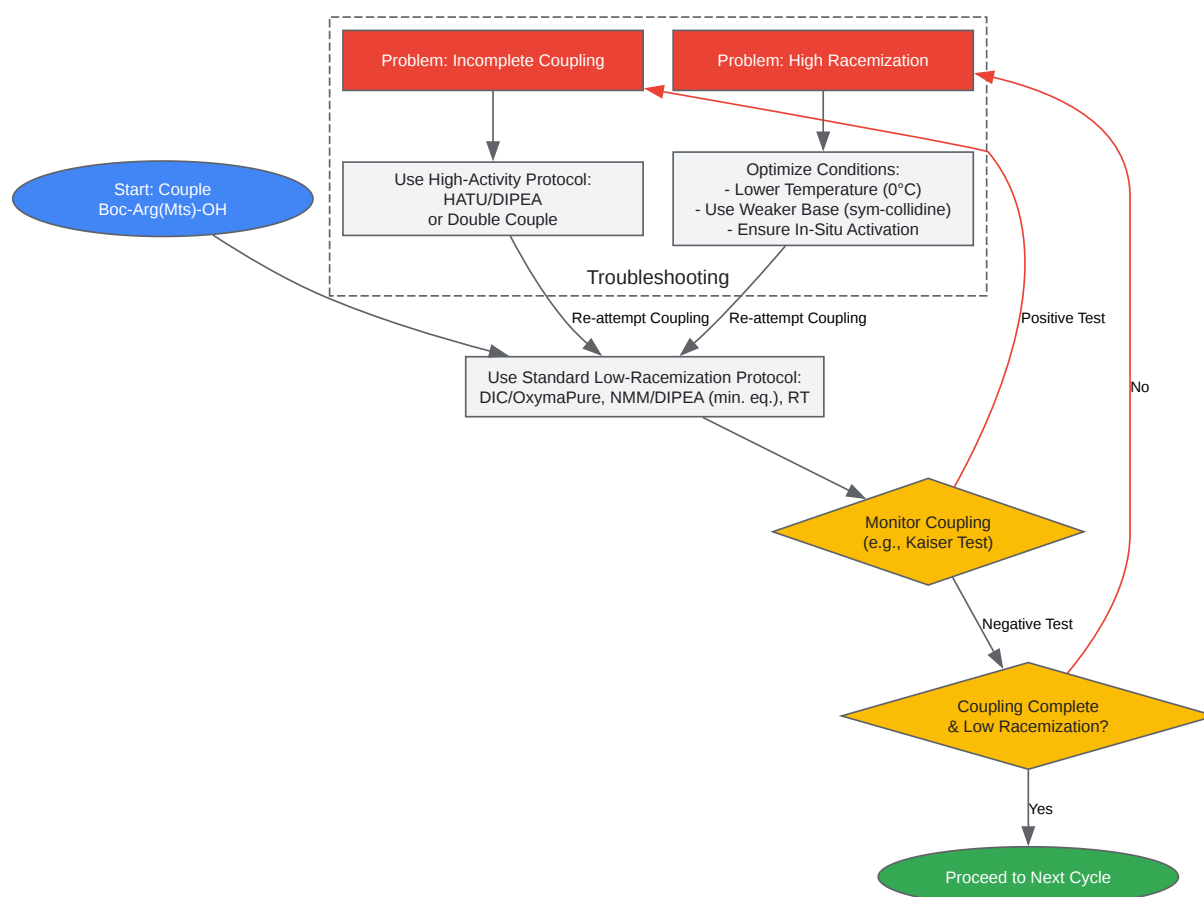 Problem: Incomplete Coupling
Problem: High Racemization
Start: Couple
Boc-Arg(Mts)-OH
Use High-Activity Protocol:
HATU/DIPEA
or Double Couple
Optimize Conditions:
- Lower Temperature (0°C)
- Use Weaker Base (sym-collidine)
- Ensure In-Situ Activation
Troubleshooting
Re-attempt Coupling
Re-attempt Coupling
Positive Test
No
Use Standard Low-Racemization Protocol:
DIC/OxymaPure, NMM/DIPEA (min. eq.), RT
Monitor Coupling
(e.g., Kaiser Test)
Negative Test
Coupling Complete
& Low Racemization?
Yes
Proceed to Next Cycle